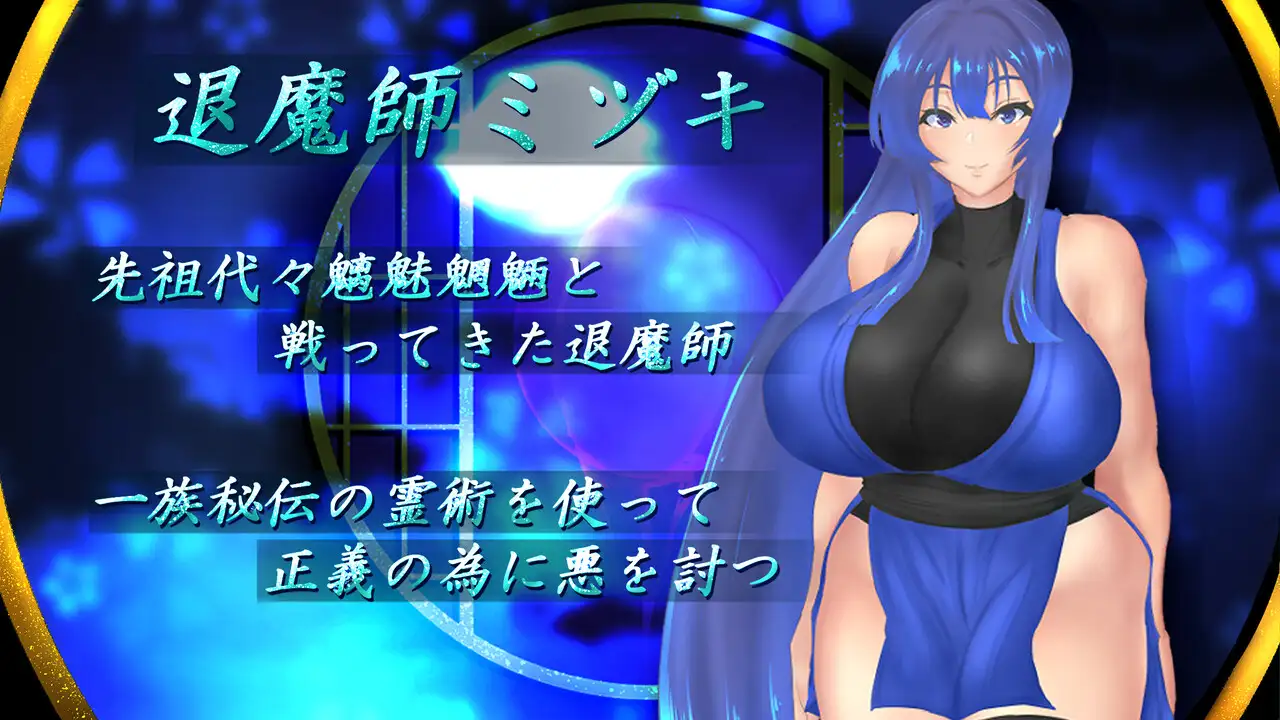 退魔師ミヅキ
先祖代々魑魅魍魎と
戦ってきた退魔師
一族秘伝の霊術を使って
正義の為に悪を討つ